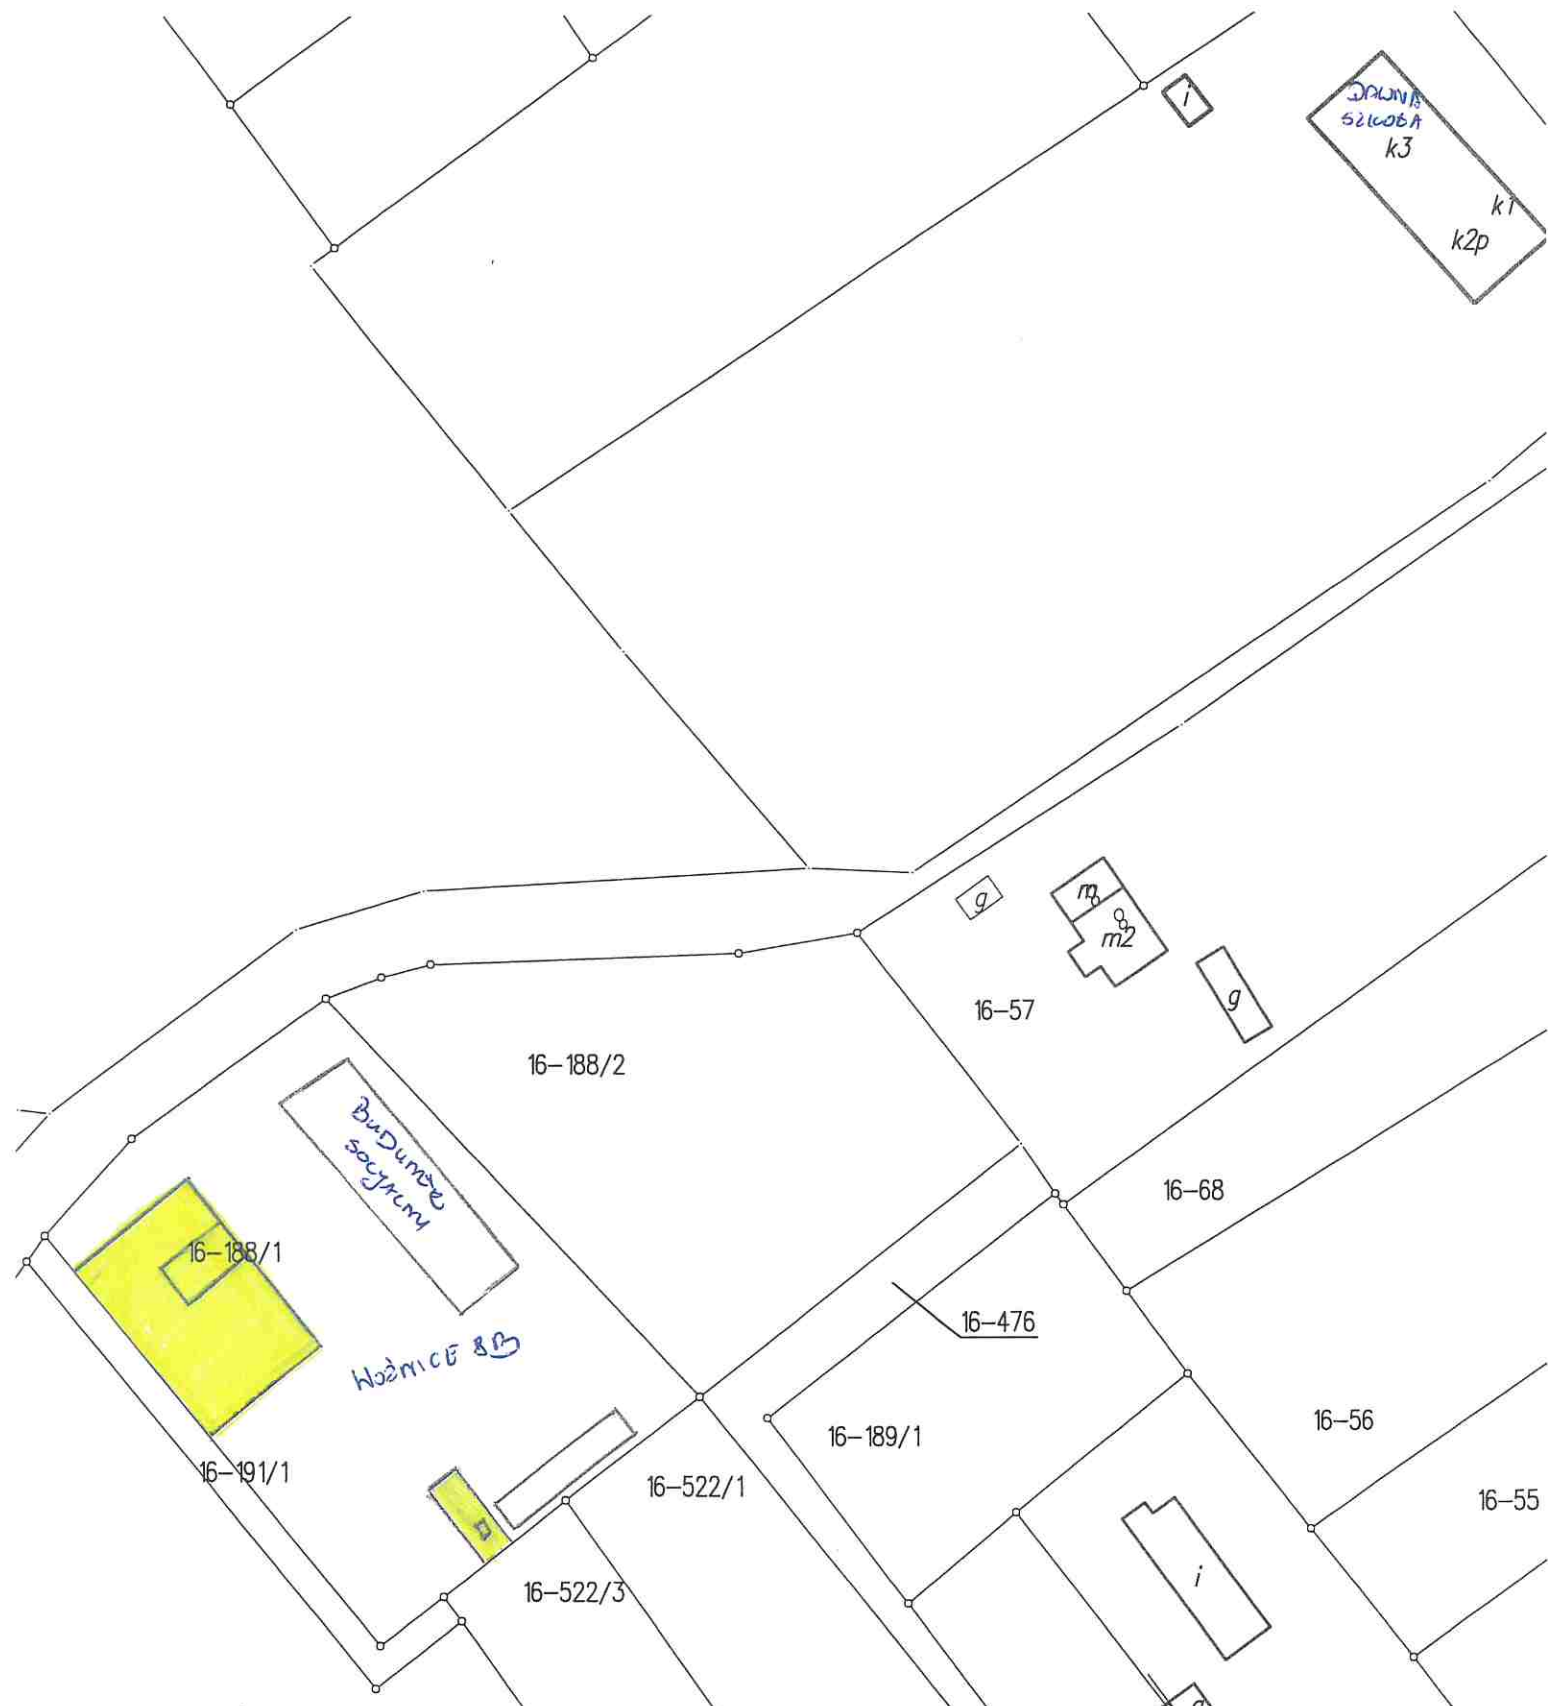 i
DAWNA
SZKOŁA
k3
k1
k2p
g
m
m2
g
16-57
16-188/2
BUDYNEK
SOCJALNY
16-68
16-188/1
16-476
WOŹNICE 8B
16-56
16-189/1
16-191/1
16-522/1
16-55
i
16-522/3